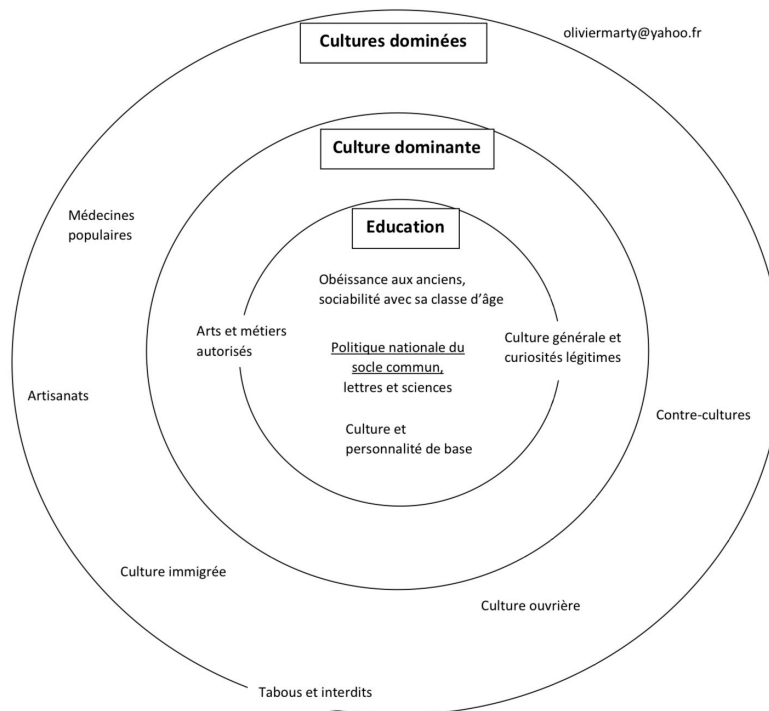 Cultures dominées
oliviermarty@yahoo.fr
Culture dominante
Médecines
populaires
Education
Obéissance aux anciens,
sociabilité avec sa classe d’âge
Arts et métiers
autorisés
Politique nationale du
socle commun,
lettres et sciences
Culture générale et
curiosités légitimes
Artisanats
Culture et
personnalité de base
Contre-cultures
Culture immigrée
Culture ouvrière
Tabous et interdits